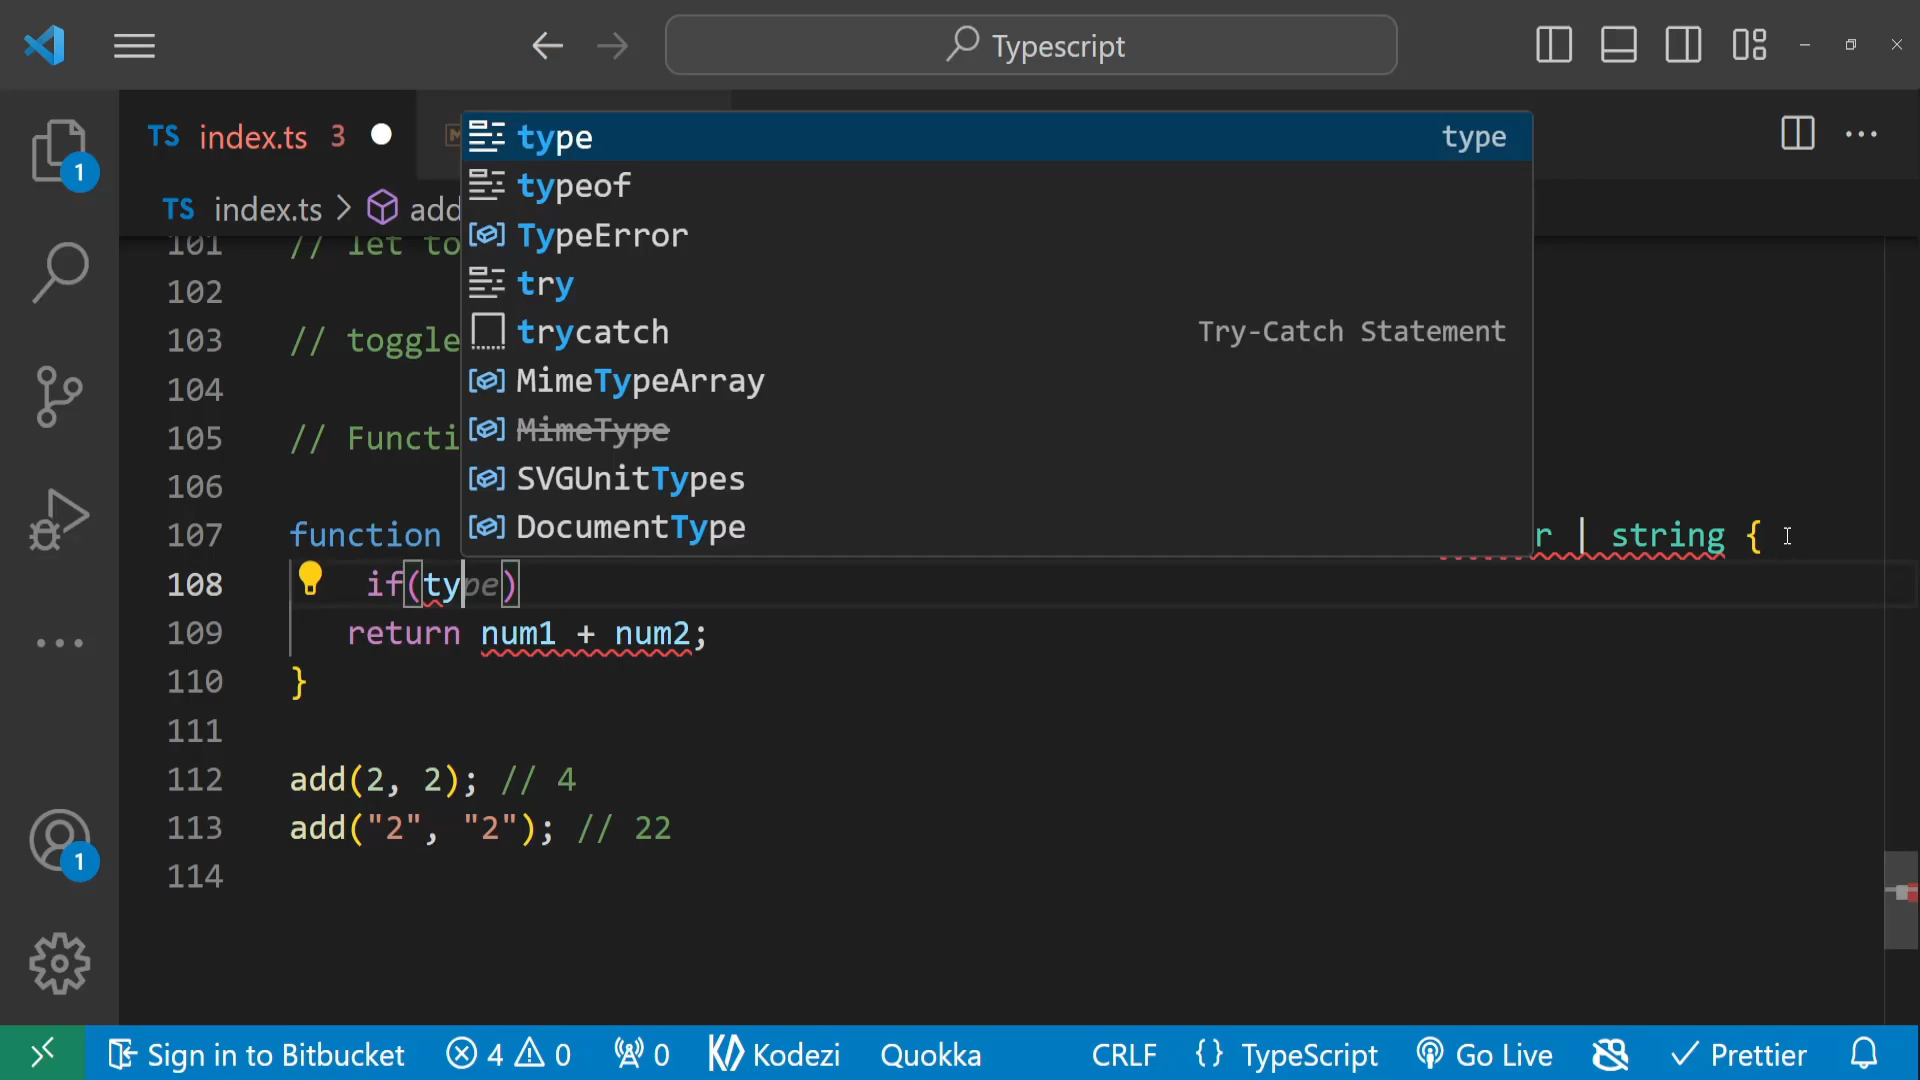 Typescript
TS index.ts 3
TS index.ts > add
type type
typeof
TypeError
try
trycatch Try-Catch Statement
MimeTypeArray
MimeType
SVGUnitTypes
DocumentType
101 // let to
102
103 // toggle
104
105 // Functi
106
107 function r | string {
108 if(type)
109 return num1 + num2;
110 }
111
112 add(2, 2); // 4
113 add("2", "2"); // 22
114
1
1
Sign in to Bitbucket 4 0 0 Kodezi Quokka CRLF {} TypeScript Go Live Prettier